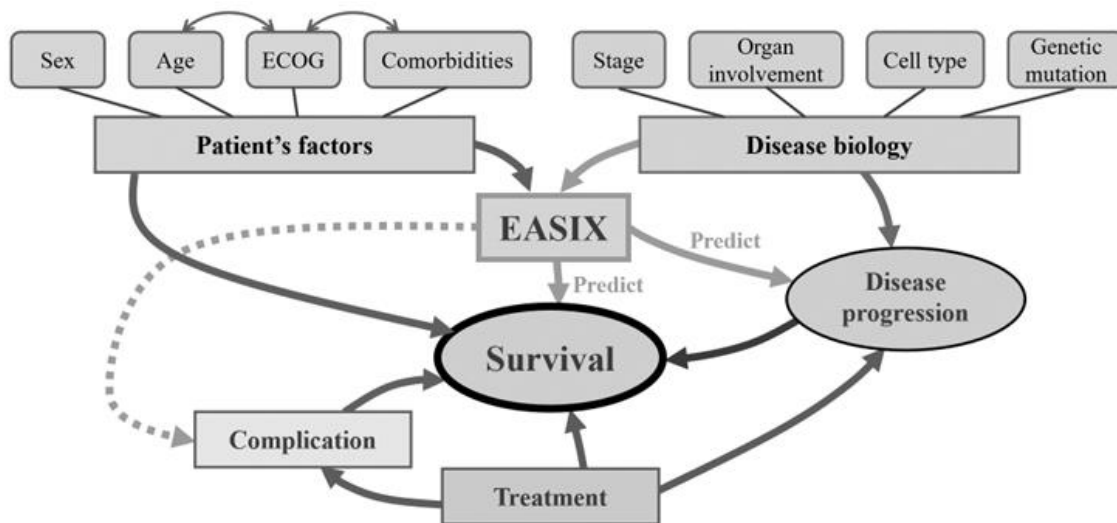 Sex
Age
ECOG
Comorbidities
Stage
Organ
involvement
Cell type
Genetic
mutation
Patient's factors
Disease biology
EASIX
Predict
Predict
Disease
progression
Survival
Complication
Treatment